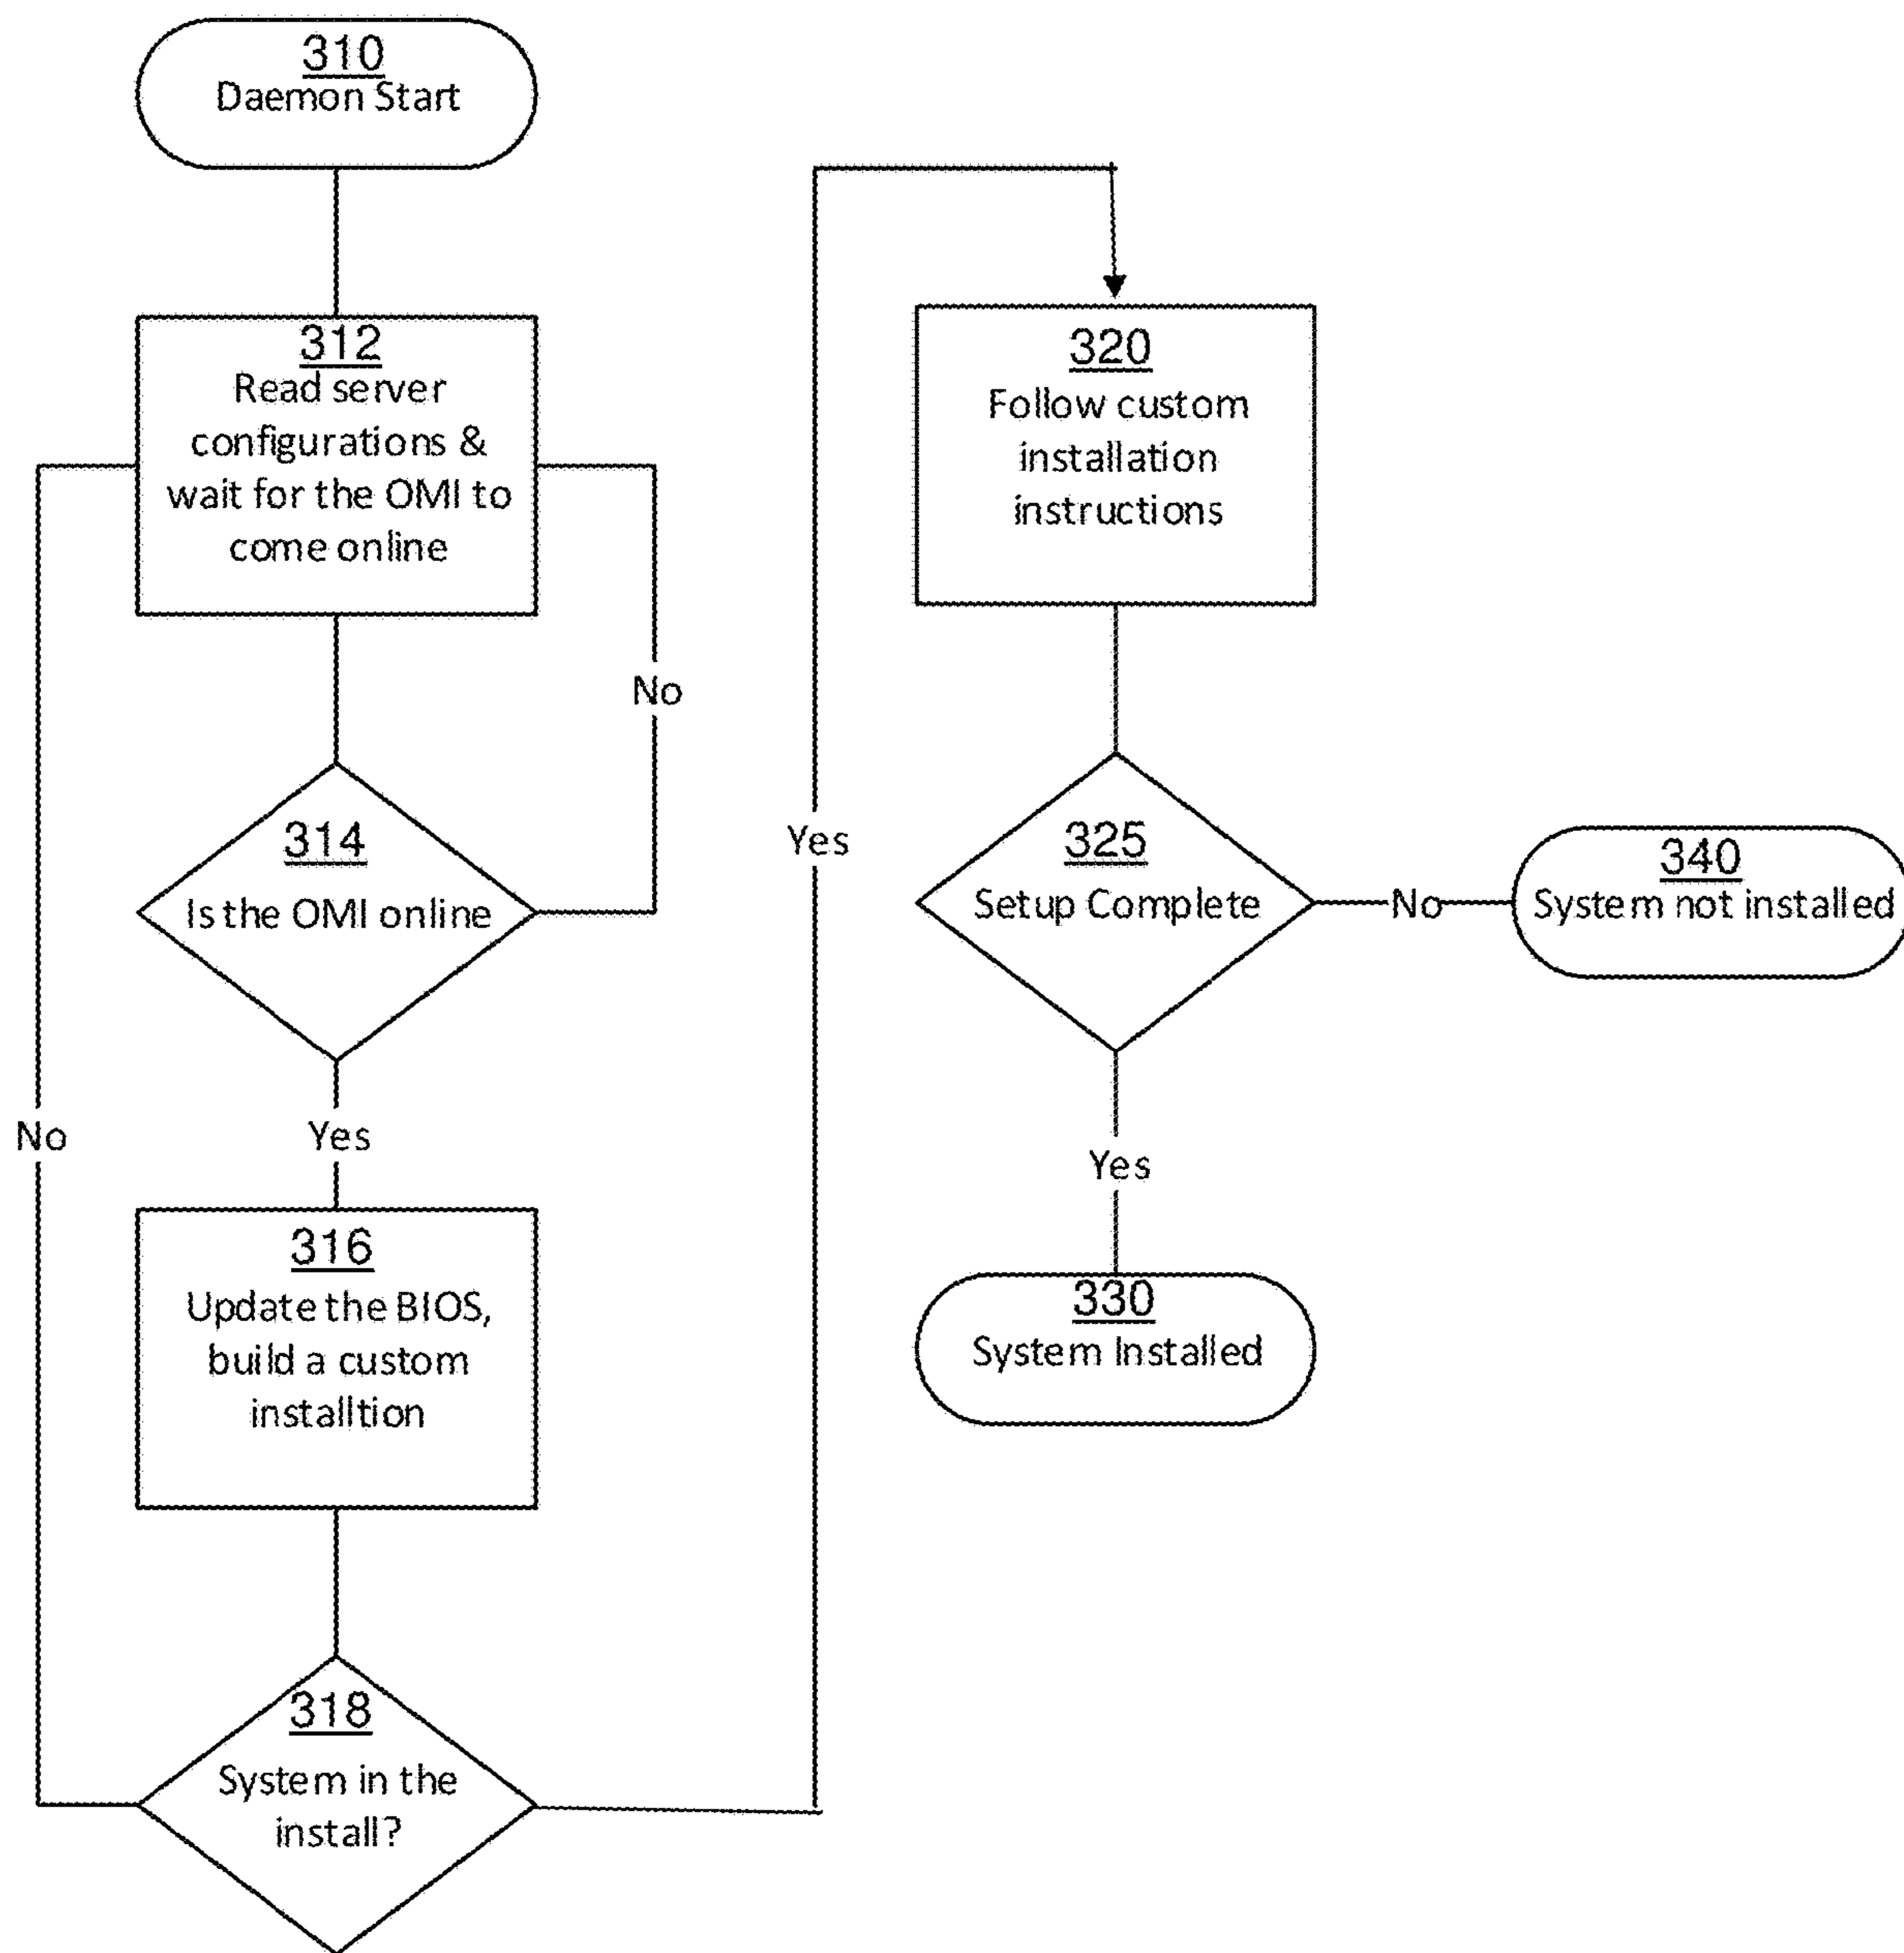 310
Daemon Start
312
Read server
configurations &
wait for the OMI to
come online
No
314
Is the OMI online
No
Yes
316
Update the BIOS,
build a custom
installtion
318
System in the
install?
Yes
320
Follow custom
installation
instructions
325
Setup Complete
No
340
System not installed
Yes
330
System Installed